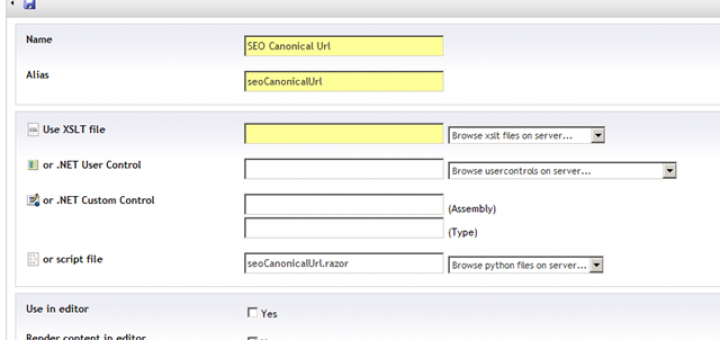 Name
SEO Canonical Url
Alias
seoCanonicalUrl
Use XSLT file
Browse xslt files on server...
or .NET User Control
Browse usercontrols on server...
or .NET Custom Control
(Assembly)
(Type)
or script file
seoCanonicalUrl.razor
Browse python files on server...
Use in editor
Yes
Render content in editor